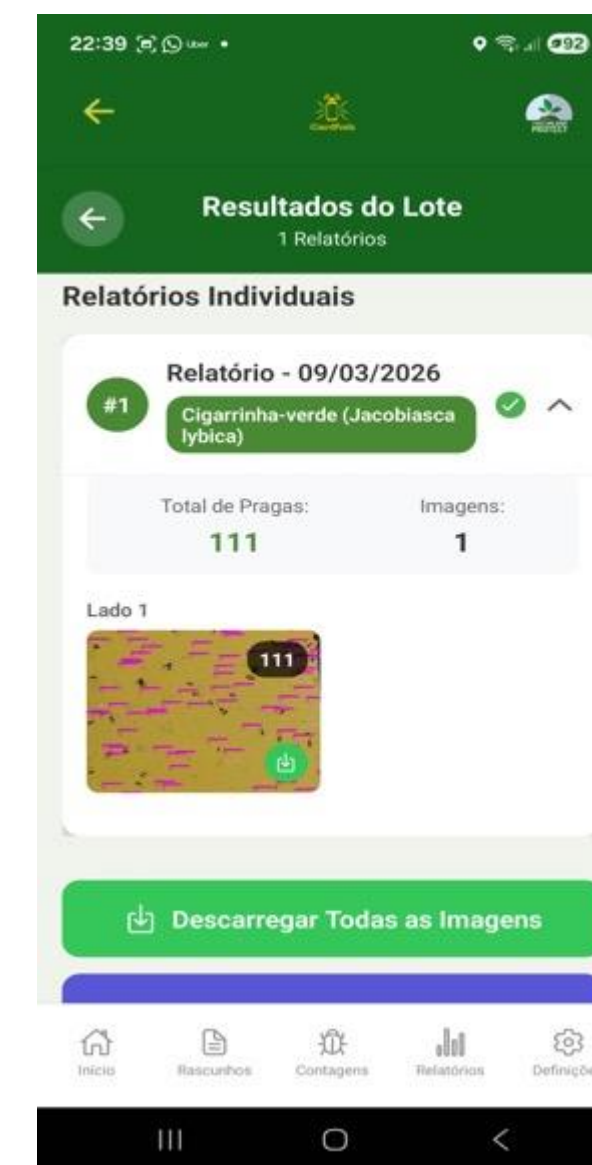 22:39 Uber 92
Resultados do Lote
1 Relatórios
Relatórios Individuais
#1
Relatório - 09/03/2026
Cigarrinha-verde (Jacobiasca
lybica)
Total de Pragas: Imagens:
111 1
Lado 1
111
Descarregar Todas as Imagens
Início Rascunhos Contagens Relatórios Definiçõe